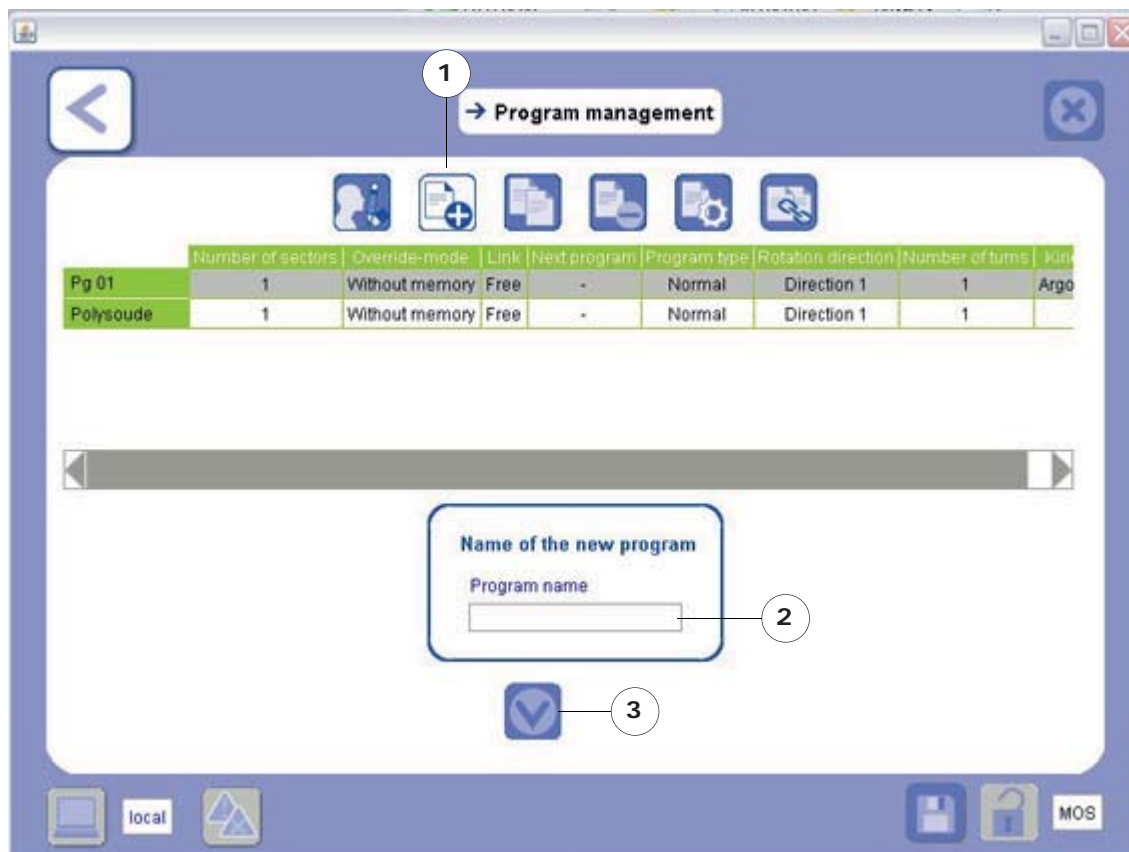 1
→ Program management
Number of sectors Override-mode Link Next program Program type Rotation direction Number of turns Kin
Pg 01 1 Without memory Free - Normal Direction 1 1 Argo
Polysoude 1 Without memory Free - Normal Direction 1 1
Name of the new program
Program name
2
3
local
MOS